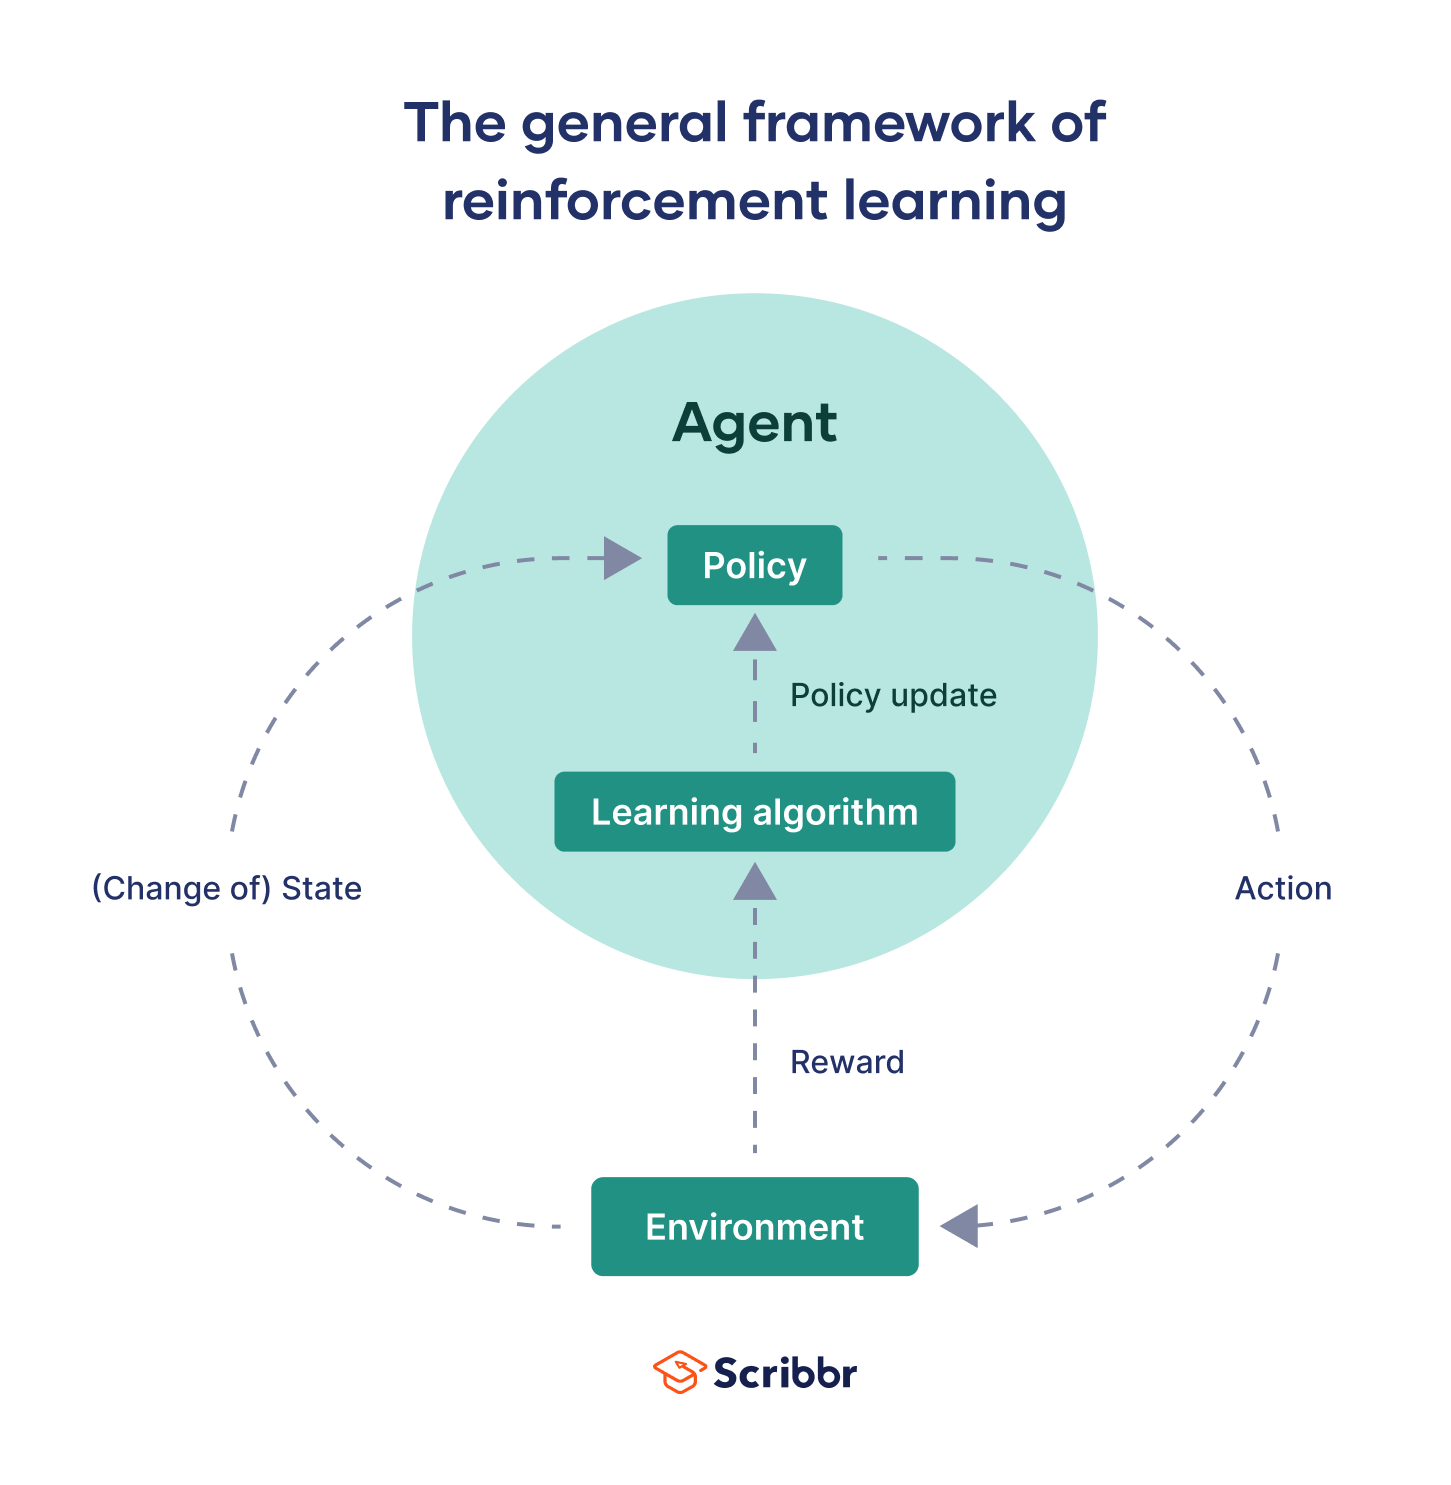 The general framework of
reinforcement learning
Agent
Policy
Policy update
Learning algorithm
(Change of) State
Action
Reward
Environment
Scribbr